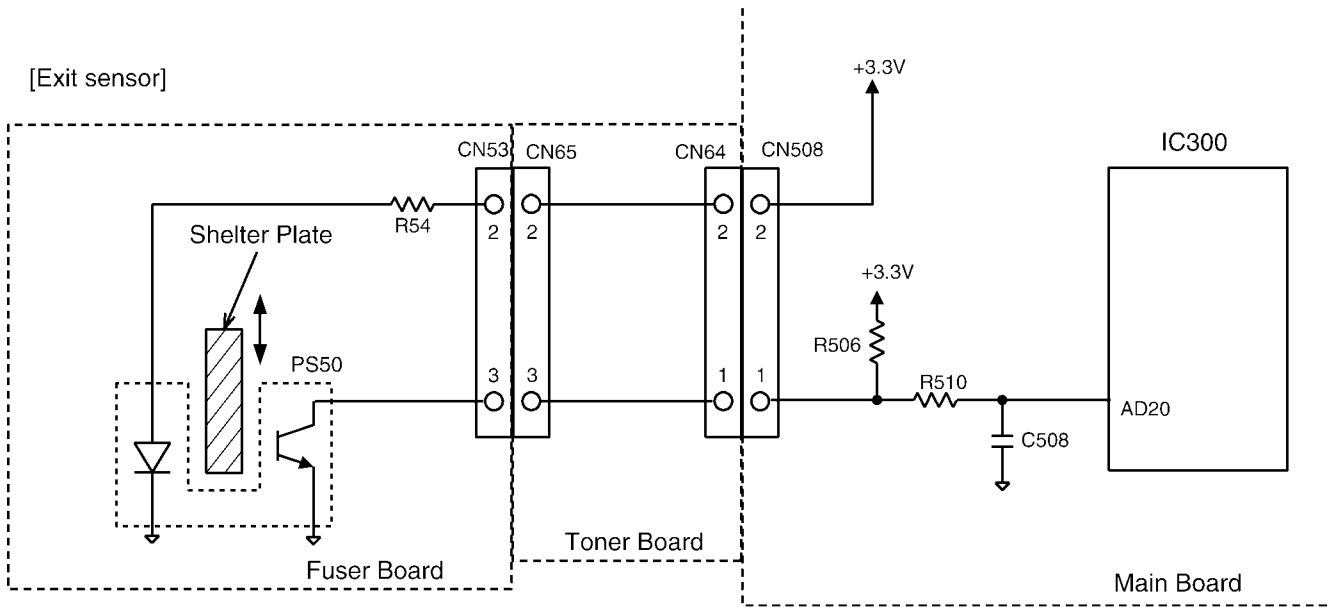 [Exit sensor]
+3.3V
IC300
CN53 CN65 CN64 CN508
R54
2 2 2 2
Shelter Plate
+3.3V
R506
PS50
3 3 1 1
R510
AD20
C508
Toner Board
Fuser Board
Main Board